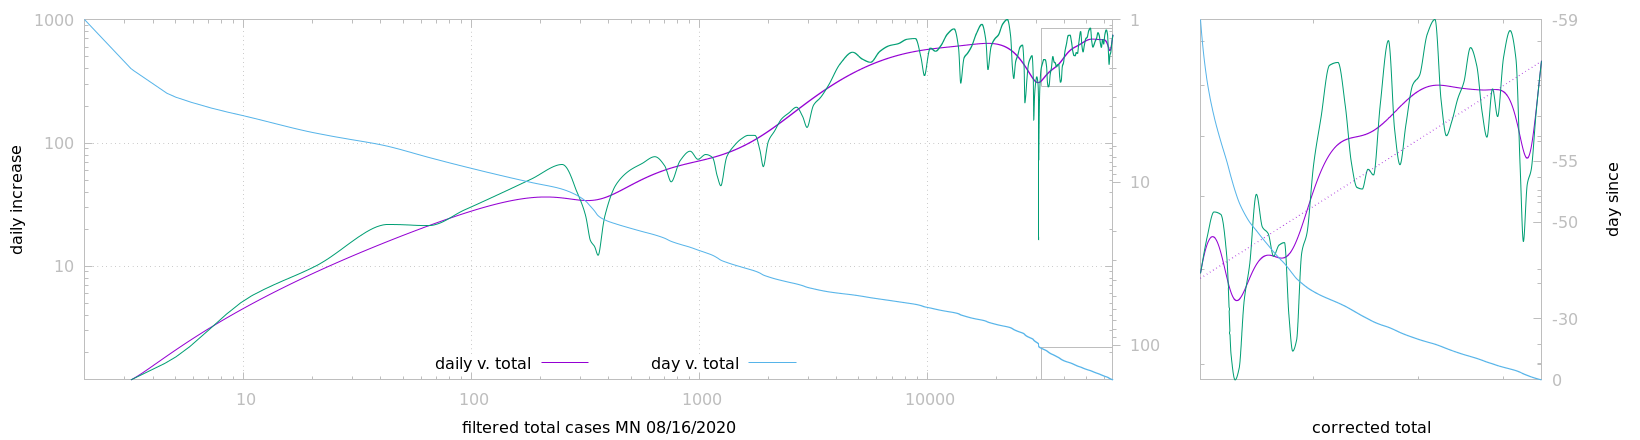 1000
100
10
daily increase
10
100
1000
10000
filtered total cases MN 08/16/2020
daily v. total
day v. total
1
10
100
-59
-55
-50
-30
0
day since
corrected total